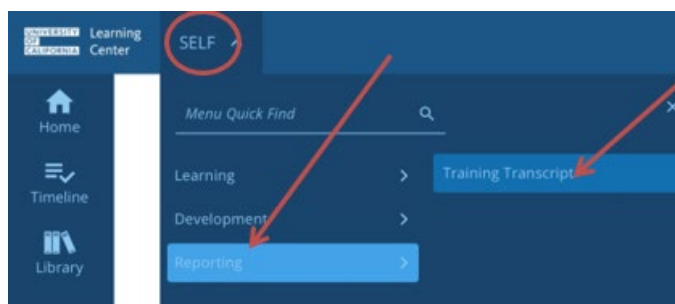 UNIVERSITY
OF
CALIFORNIA
Learning
Center
SELF
Home
Timeline
Library
Menu Quick Find
Learning
Development
Reporting
Training Transcript